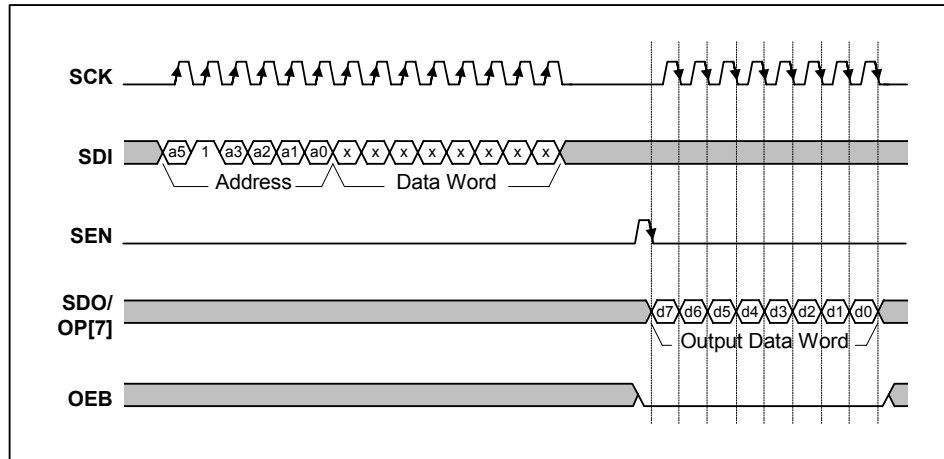 SCK
SDI
a5 1 a3 a2 a1 a0 x x x x x x x x
Address Data Word
SEN
SDO/
OP[7]
d7 d6 d5 d4 d3 d2 d1 d0
Output Data Word
OEB